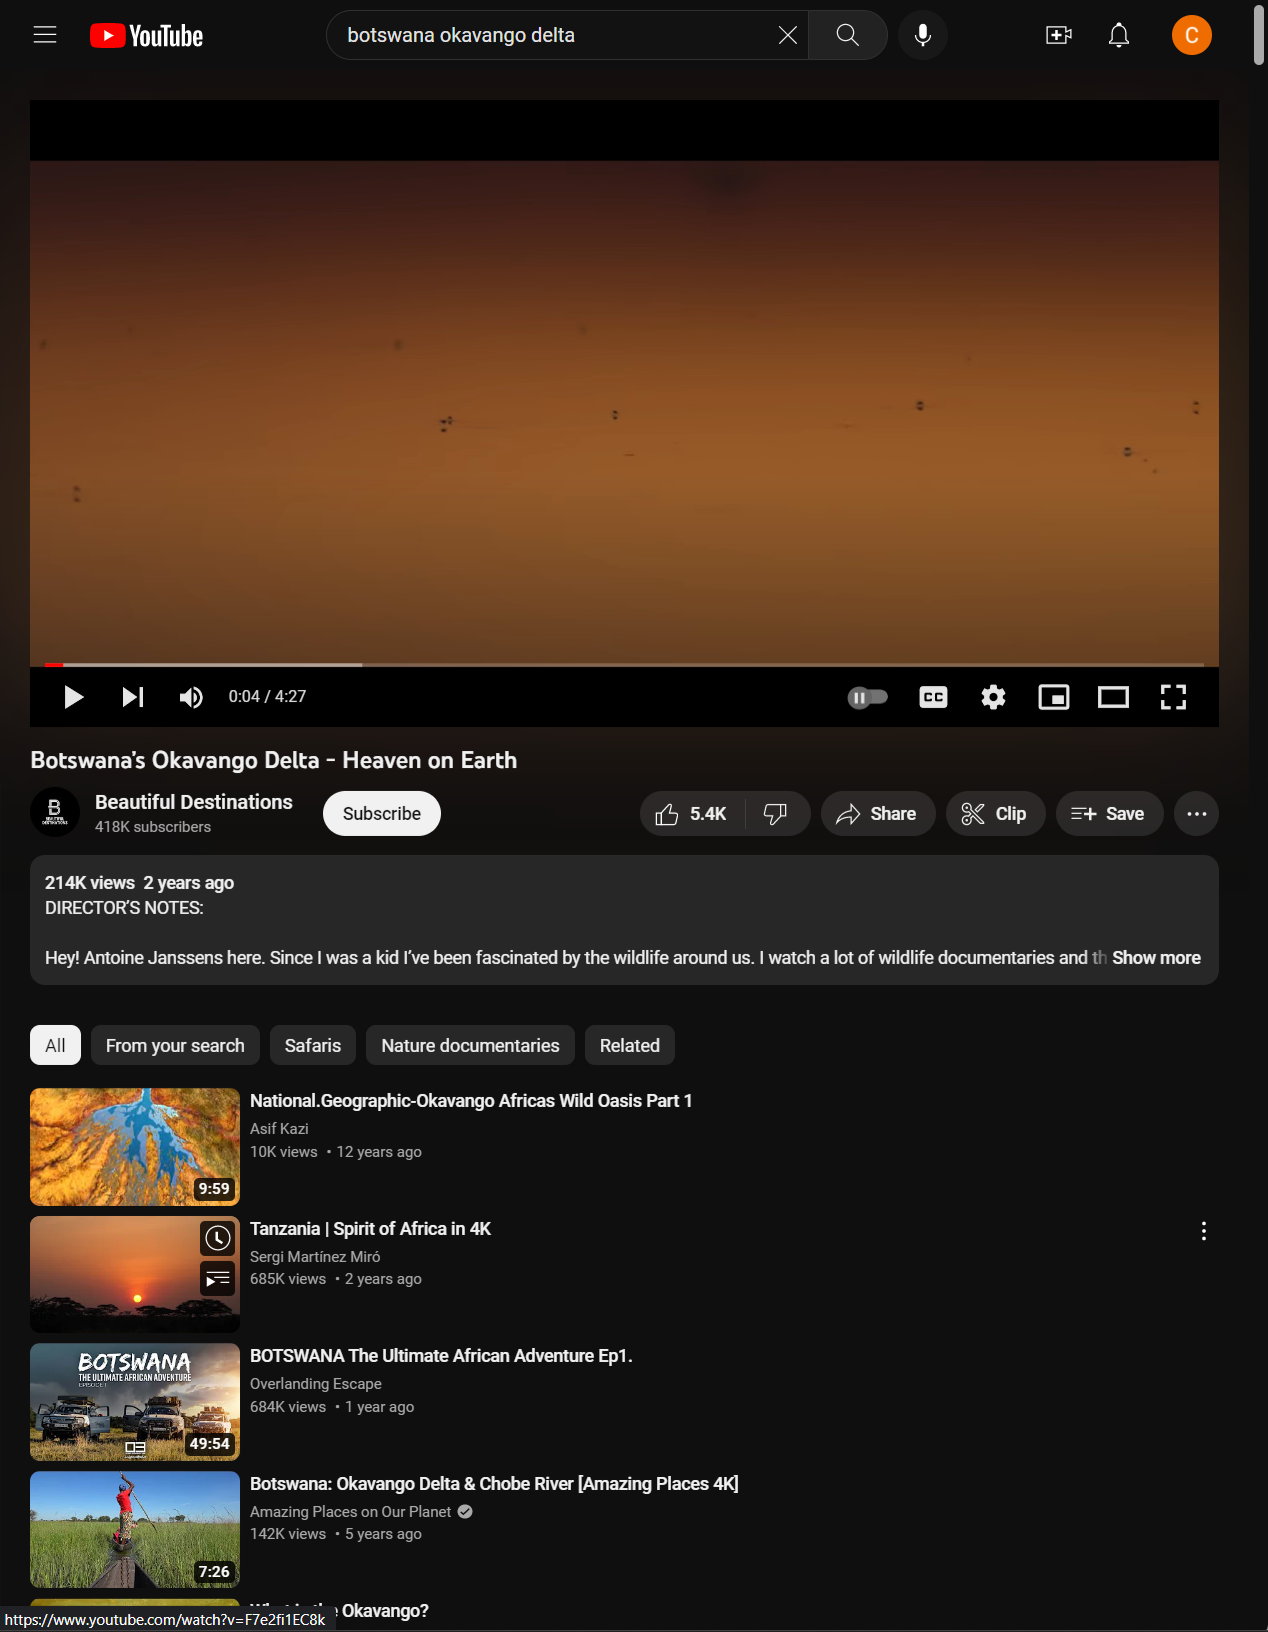 YouTube
botswana okavango delta
C
0:04 / 4:27
CC
Botswana's Okavango Delta - Heaven on Earth
B
BEAUTIFUL
DESTINATIONS
Beautiful Destinations
418K subscribers
Subscribe
5.4K
Share
Clip
Save
214K views 2 years ago
DIRECTOR'S NOTES:
Hey! Antoine Janssens here. Since I was a kid I've been fascinated by the wildlife around us. I watch a lot of wildlife documentaries and th Show more
All
From your search
Safaris
Nature documentaries
Related
9:59
National.Geographic-Okavango Africas Wild Oasis Part 1
Asif Kazi
10K views • 12 years ago
Tanzania | Spirit of Africa in 4K
Sergi Martínez Miró
685K views • 2 years ago
BOTSWANA
THE ULTIMATE AFRICAN ADVENTURE
EPISODE 1
49:54
BOTSWANA The Ultimate African Adventure Ep1.
Overlanding Escape
684K views • 1 year ago
7:26
Botswana: Okavango Delta & Chobe River [Amazing Places 4K]
Amazing Places on Our Planet
142K views • 5 years ago
Okavango?
https://www.youtube.com/watch?v=F7e2fi1EC8k